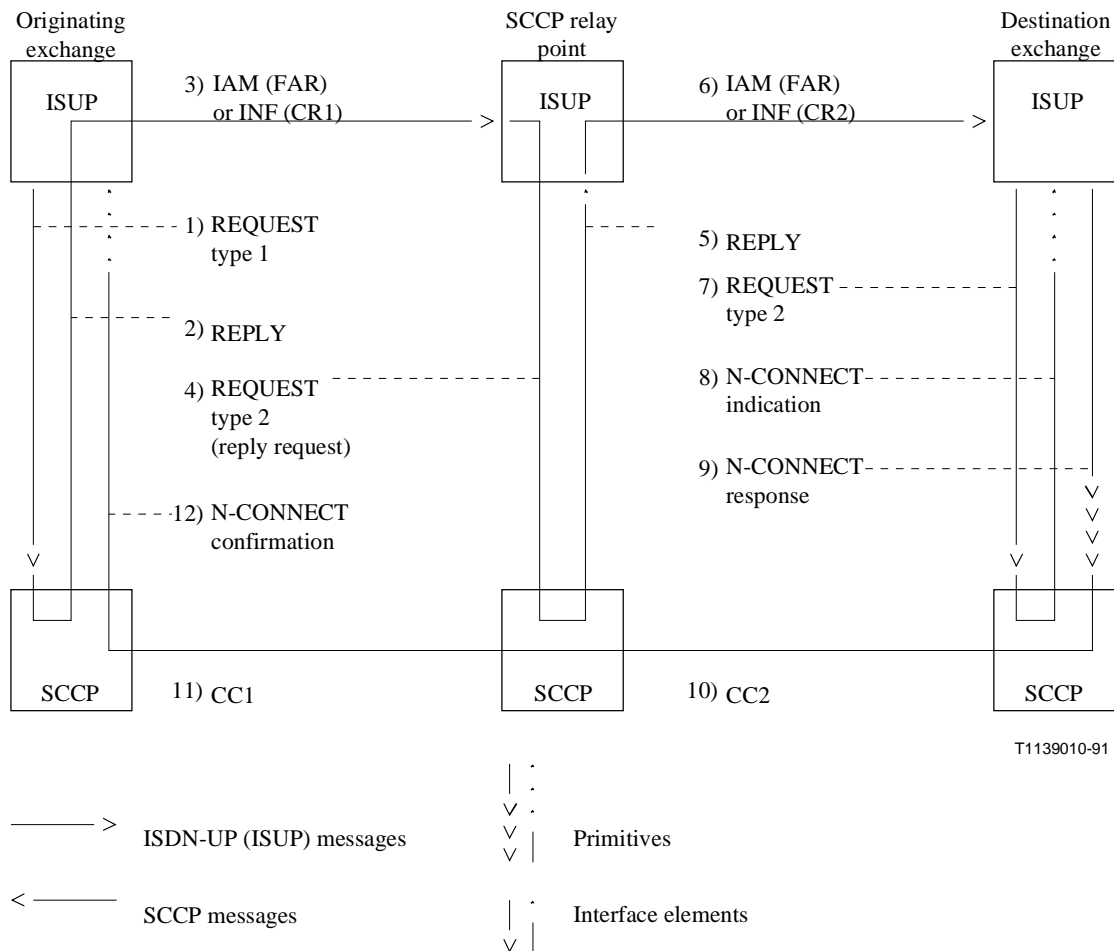 Originating
exchange
SCCP relay
point
Destination
exchange
ISUP
3) IAM (FAR)
or INF (CR1)
ISUP
6) IAM (FAR)
or INF (CR2)
ISUP
1) REQUEST
type 1
5) REPLY
7) REQUEST
type 2
2) REPLY
4) REQUEST
type 2
(reply request)
8) N-CONNECT
indication
9) N-CONNECT
response
12) N-CONNECT
confirmation
SCCP
11) CC1
SCCP
10) CC2
SCCP
T1139010-91
ISDN-UP (ISUP) messages
Primitives
SCCP messages
Interface elements